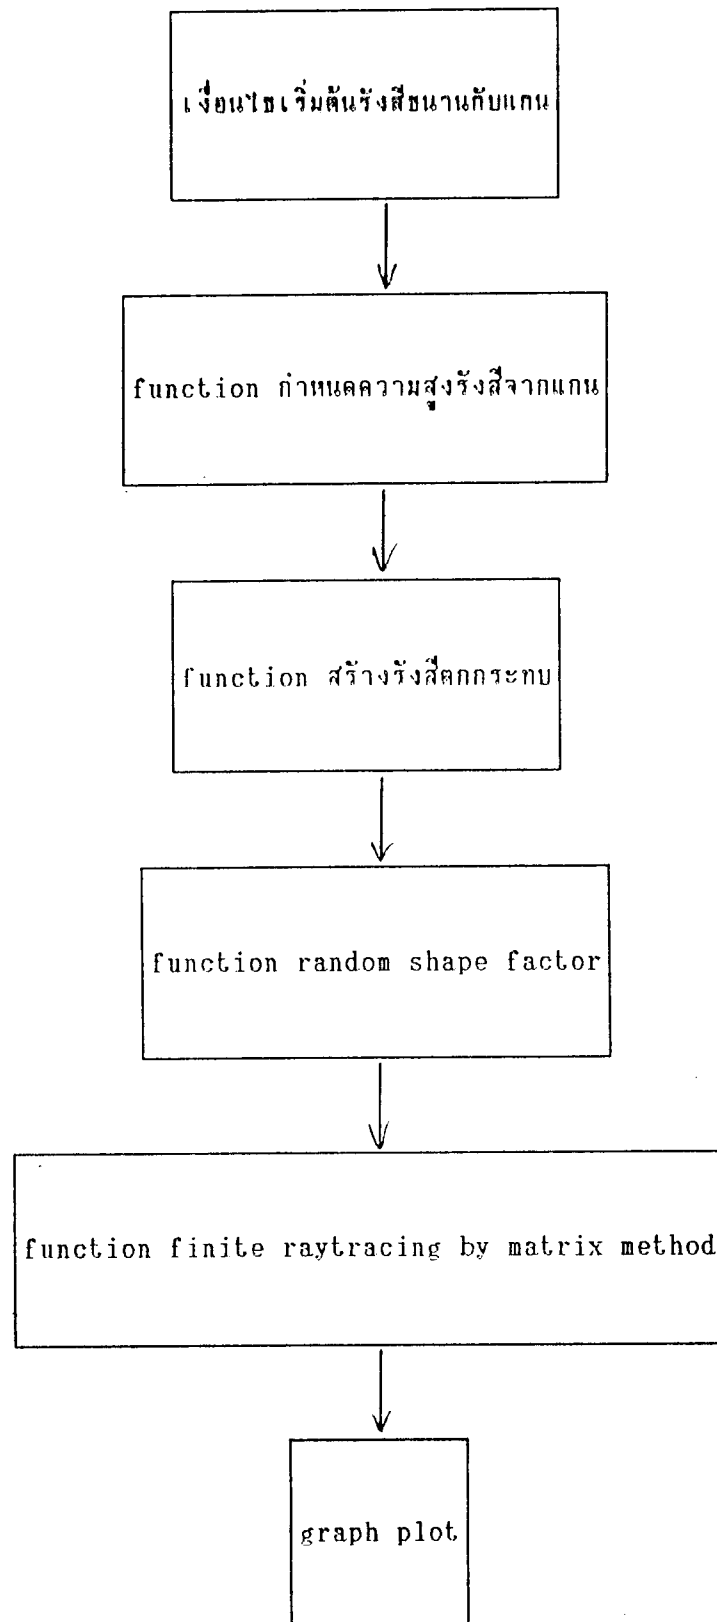 เงื่อนไขเริ่มต้นรังสีขนานกับแกน
function กำหนดความสูงรังสีจากแกน
function สร้างรังสีตกกระทบ
function random shape factor
function finite raytracing by matrix method
graph plot